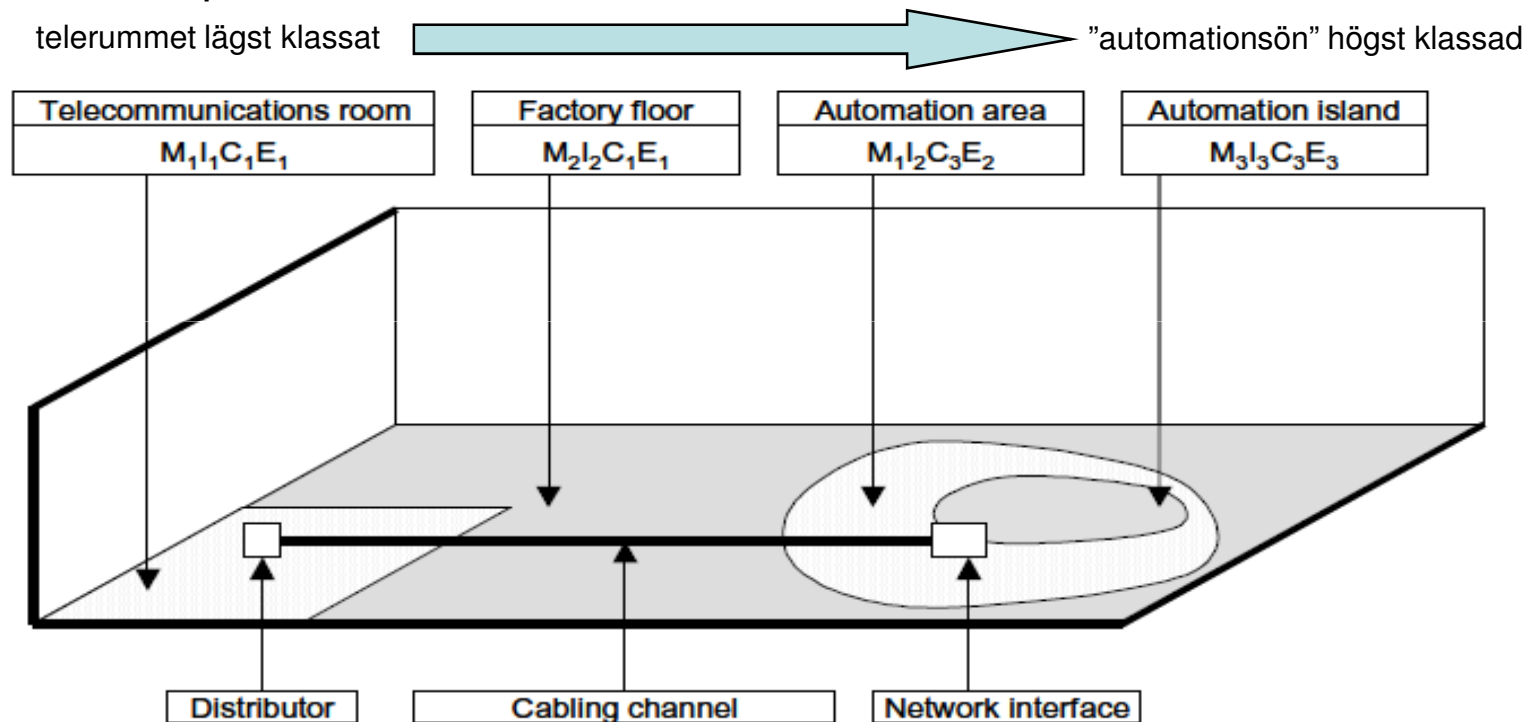 telerummet lägst klassat
”automationsön” högst klassad
Telecommunications room
M₁I₁C₁E₁
Factory floor
M₂I₂C₁E₁
Automation area
M₁I₂C₃E₂
Automation island
M₃I₃C₃E₃
Distributor
Cabling channel
Network interface